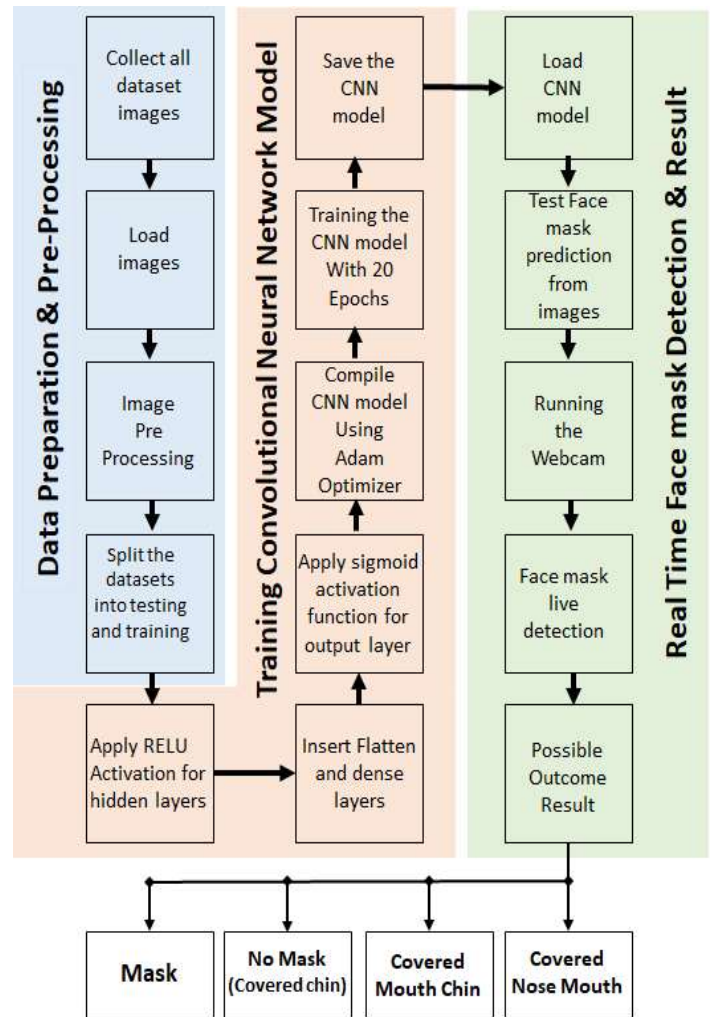 Data Preparation & Pre-Processing
Collect all
dataset
images
Load
images
Image
Pre
Processing
Split the
datasets
into testing
and training
Training Convolutional Neural Network Model
Apply RELU
Activation for
hidden layers
Insert Flatten
and dense
layers
Apply sigmoid
activation
function for
output layer
Compile
CNN model
Using
Adam
Optimizer
Training the
CNN model
With 20
Epochs
Save the
CNN
model
Real Time Face mask Detection & Result
Load
CNN
model
Test Face
mask
prediction
from
images
Running
the
Webcam
Face mask
live
detection
Possible
Outcome
Result
Mask
No Mask
(Covered chin)
Covered
Mouth Chin
Covered
Nose Mouth